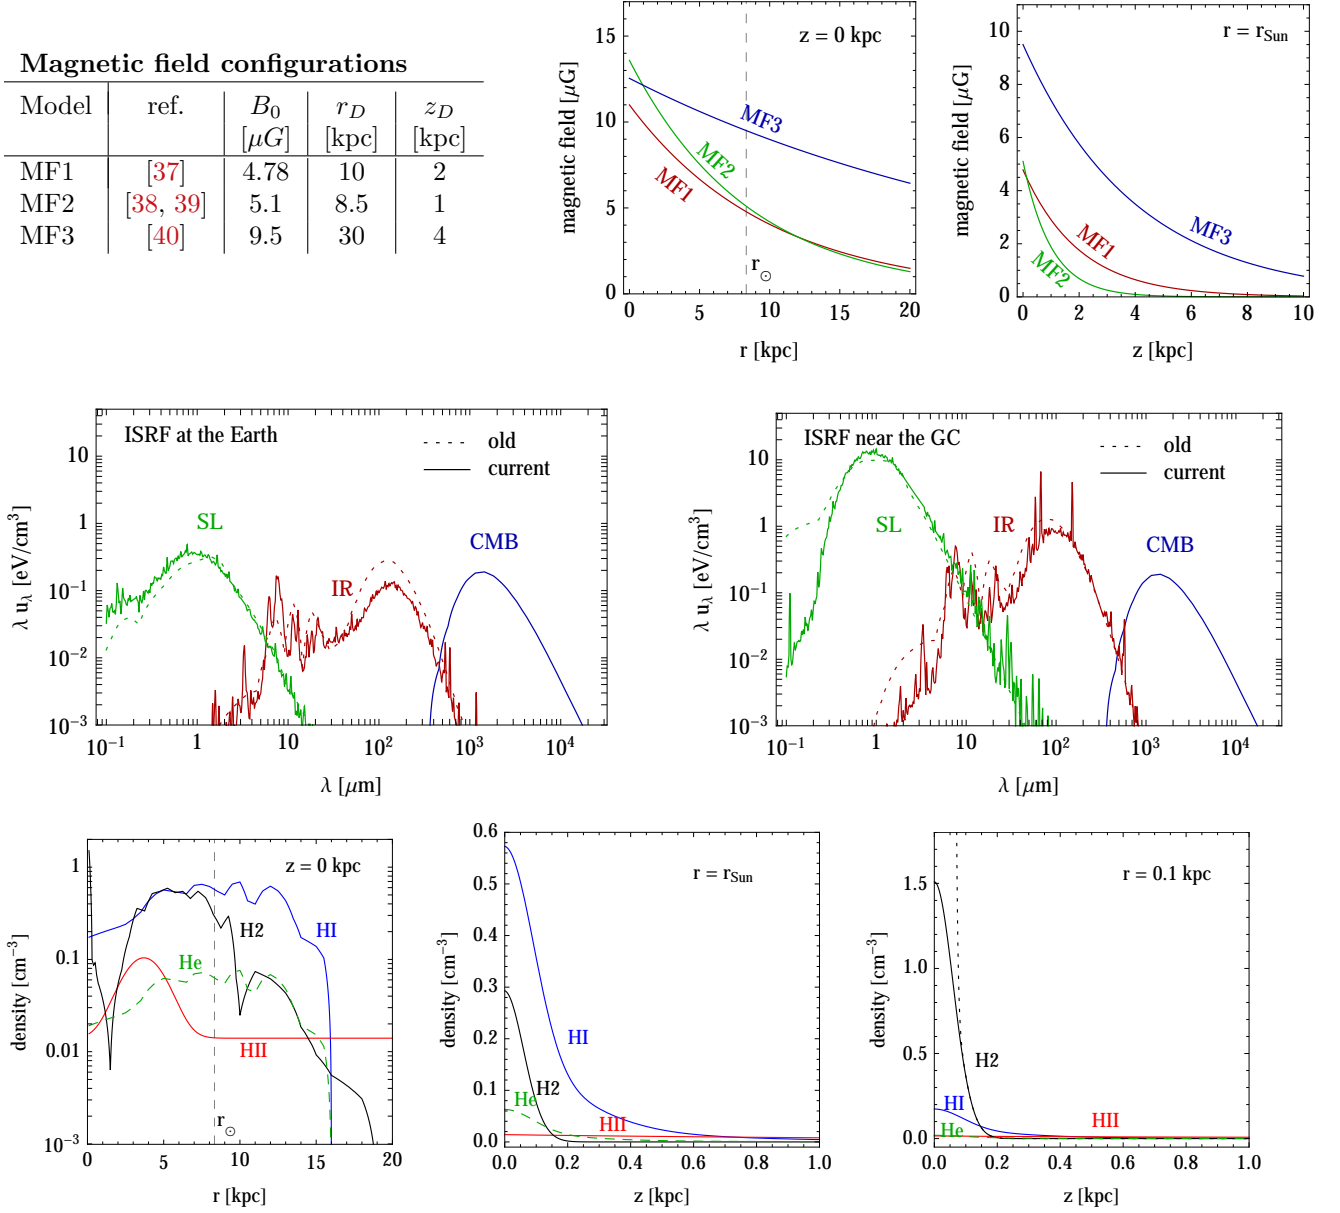 Magnetic field configurations
Model ref. B₀ r_D z_D
[μG] [kpc] [kpc]
MF1 [37] 4.78 10 2
MF2 [38, 39] 5.1 8.5 1
MF3 [40] 9.5 30 4
z = 0 kpc
MF3
MF2
MF1
r⊙
magnetic field [μG]
15
10
5
0
0 5 10 15 20
r [kpc]
r = r_Sun
MF3
MF1
MF2
magnetic field [μG]
10
8
6
4
2
0
0 2 4 6 8 10
z [kpc]
ISRF at the Earth
old
current
SL
IR
CMB
λ u_λ [eV/cm³]
10
1
10⁻¹
10⁻²
10⁻³
10⁻¹ 1 10 10² 10³ 10⁴
λ [μm]
ISRF near the GC
old
current
SL
IR
CMB
λ u_λ [eV/cm³]
10
1
10⁻¹
10⁻²
10⁻³
10⁻¹ 1 10 10² 10³ 10⁴
λ [μm]
z = 0 kpc
H2
HI
He
HII
r⊙
density [cm⁻³]
1
0.1
0.01
10⁻³
0 5 10 15 20
r [kpc]
r = r_Sun
HI
H2
He
HII
density [cm⁻³]
0.6
0.5
0.4
0.3
0.2
0.1
0.0
0.0 0.2 0.4 0.6 0.8 1.0
z [kpc]
r = 0.1 kpc
H2
HI
HII
He
density [cm⁻³]
1.5
1.0
0.5
0.0
0.0 0.2 0.4 0.6 0.8 1.0
z [kpc]